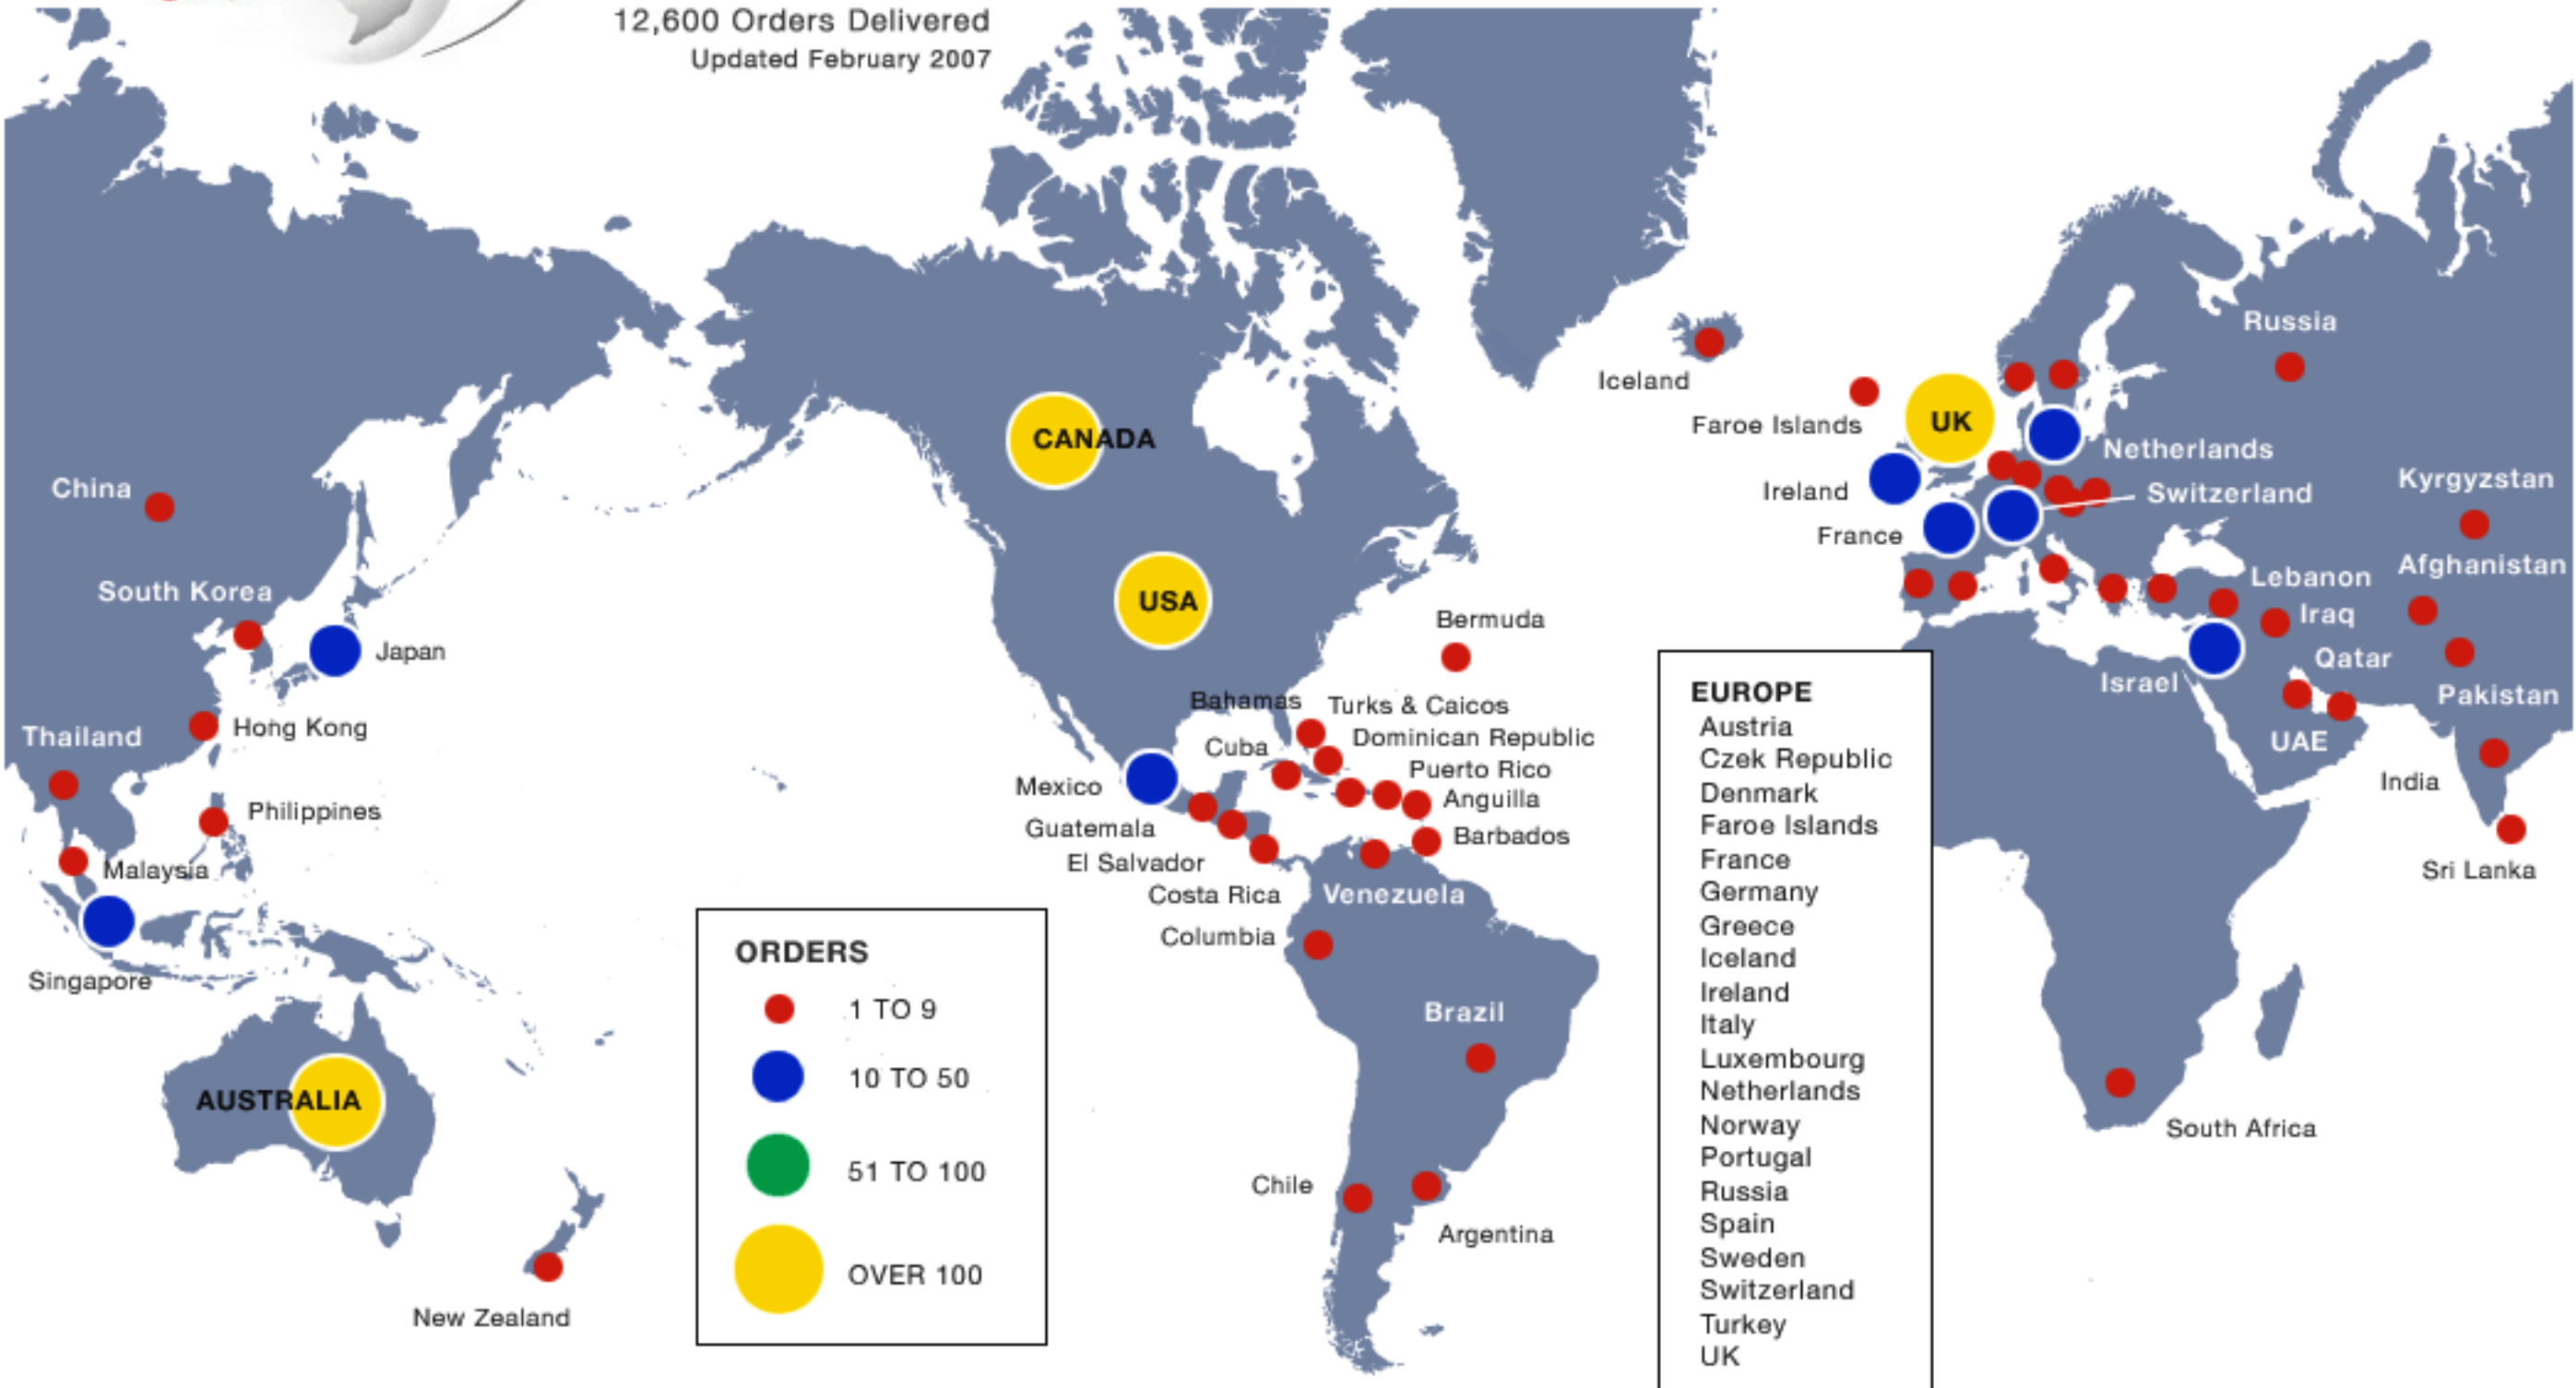 12,600 Orders Delivered
Updated February 2007
Russia
Iceland
Faroe Islands
UK
CANADA
Netherlands
China
Ireland
Switzerland
Kyrgyzstan
France
Afghanistan
South Korea
Lebanon
USA
Iraq
Bermuda
Japan
Qatar
Israel
Pakistan
Bahamas
Turks & Caicos
Hong Kong
Thailand
Cuba
Dominican Republic
UAE
Puerto Rico
India
Mexico
Anguilla
Philippines
Guatemala
Barbados
El Salvador
Malaysia
Sri Lanka
Costa Rica
Venezuela
Columbia
Singapore
Brazil
AUSTRALIA
South Africa
Chile
Argentina
New Zealand
ORDERS
1 TO 9
10 TO 50
51 TO 100
OVER 100
EUROPE
Austria
Czek Republic
Denmark
Faroe Islands
France
Germany
Greece
Iceland
Ireland
Italy
Luxembourg
Netherlands
Norway
Portugal
Russia
Spain
Sweden
Switzerland
Turkey
UK